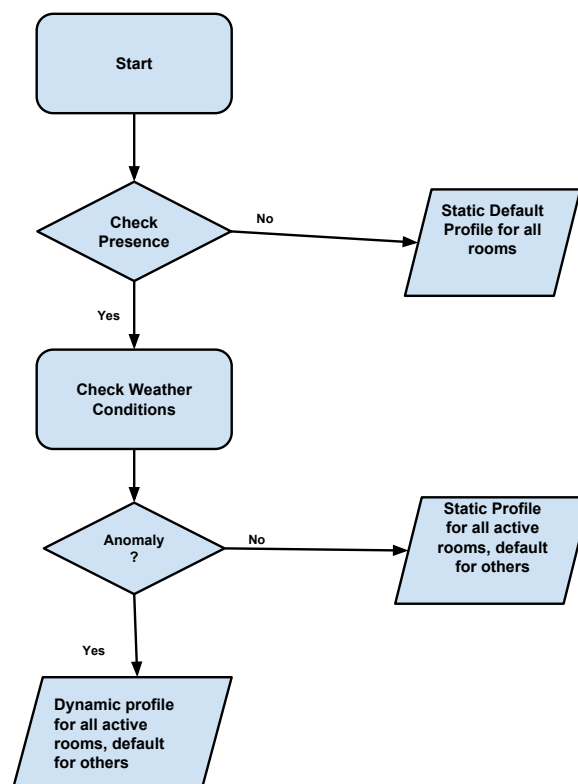 Start
Check
Presence
No
Static Default
Profile for all
rooms
Yes
Check Weather
Conditions
Anomaly
?
No
Static Profile
for all active
rooms, default
for others
Yes
Dynamic profile
for all active
rooms, default
for others